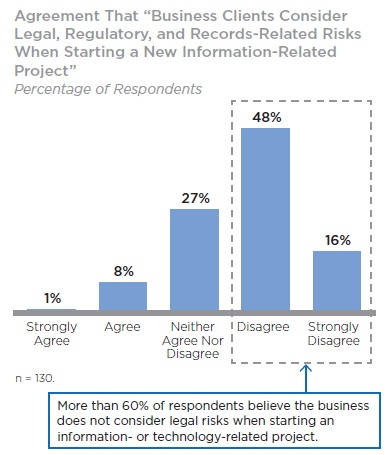 Agreement That “Business Clients Consider
Legal, Regulatory, and Records-Related Risks
When Starting a New Information-Related
Project”
Percentage of Respondents
1%
8%
27%
48%
16%
Strongly
Agree
Agree
Neither
Agree Nor
Disagree
Disagree
Strongly
Disagree
n = 130.
More than 60% of respondents believe the business
does not consider legal risks when starting an
information- or technology-related project.